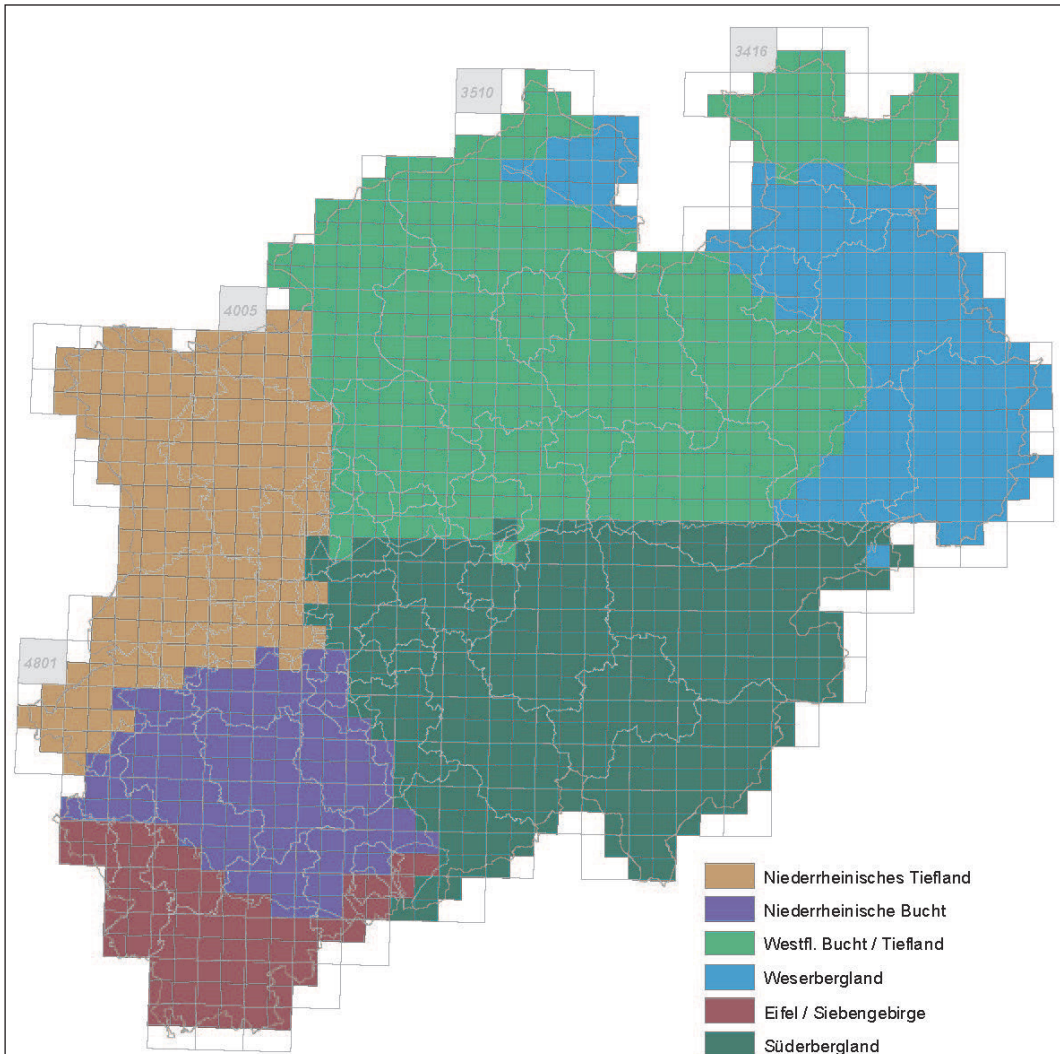 3416
3510
4005
4801
Niederrheinisches Tiefland
Niederrheinische Bucht
Westfl. Bucht / Tiefland
Weserbergland
Eifel / Siebengebirge
Süderbergland